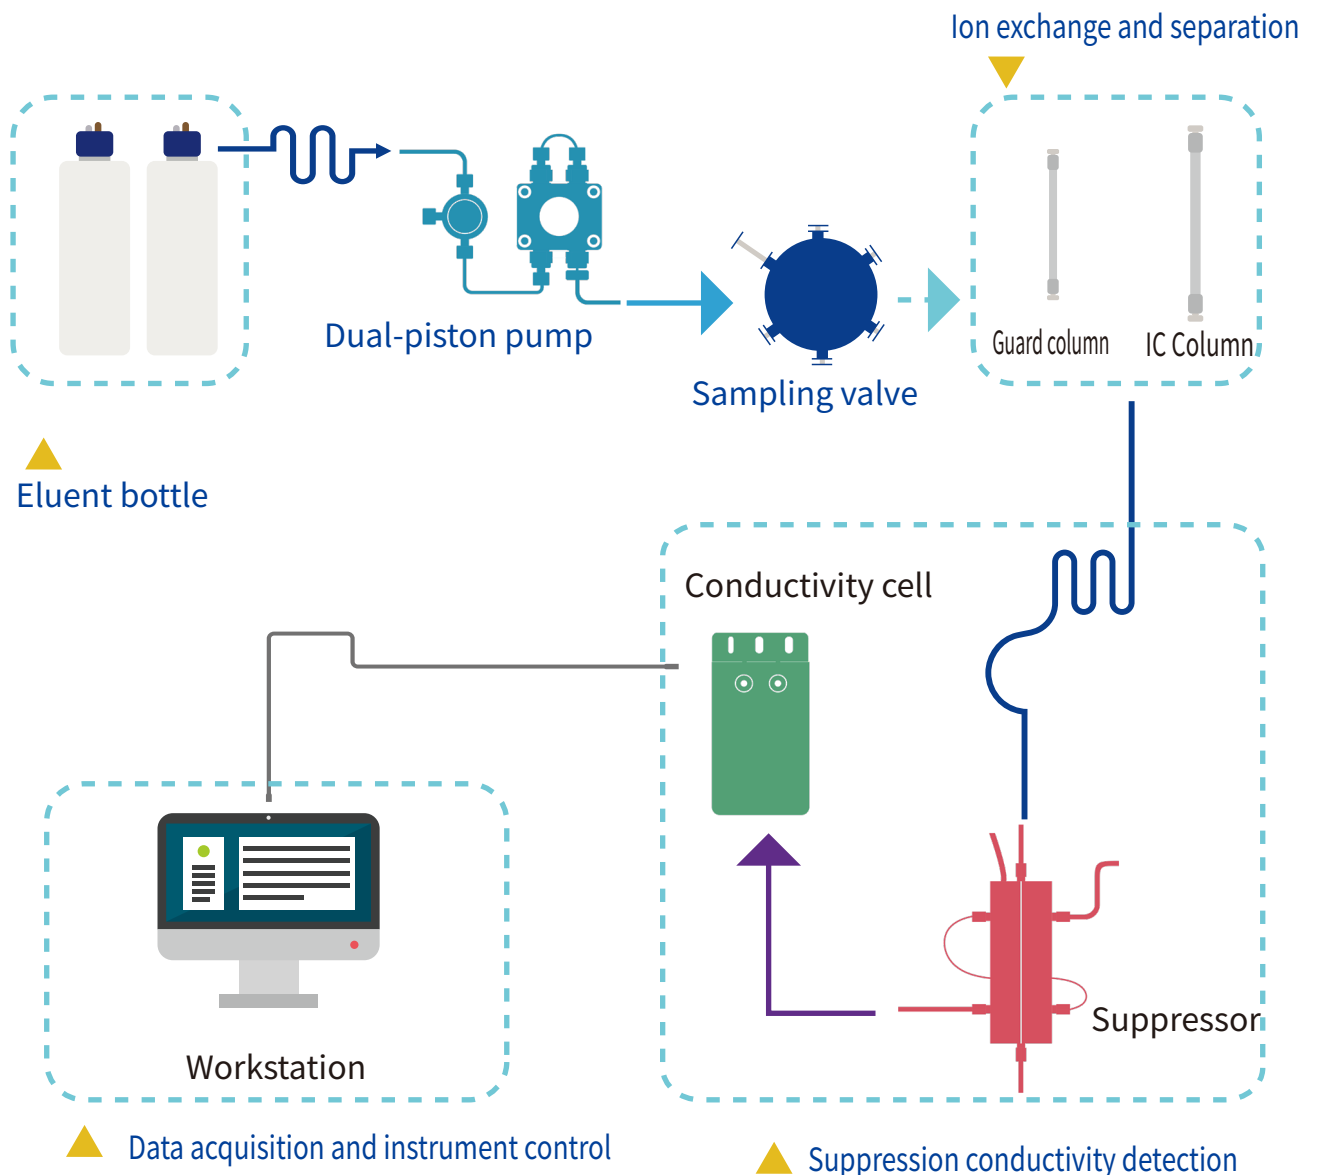 Ion exchange and separation
Dual-piston pump
Guard column
IC Column
Sampling valve
Eluent bottle
Conductivity cell
Suppressor
Workstation
Data acquisition and instrument control
Suppression conductivity detection